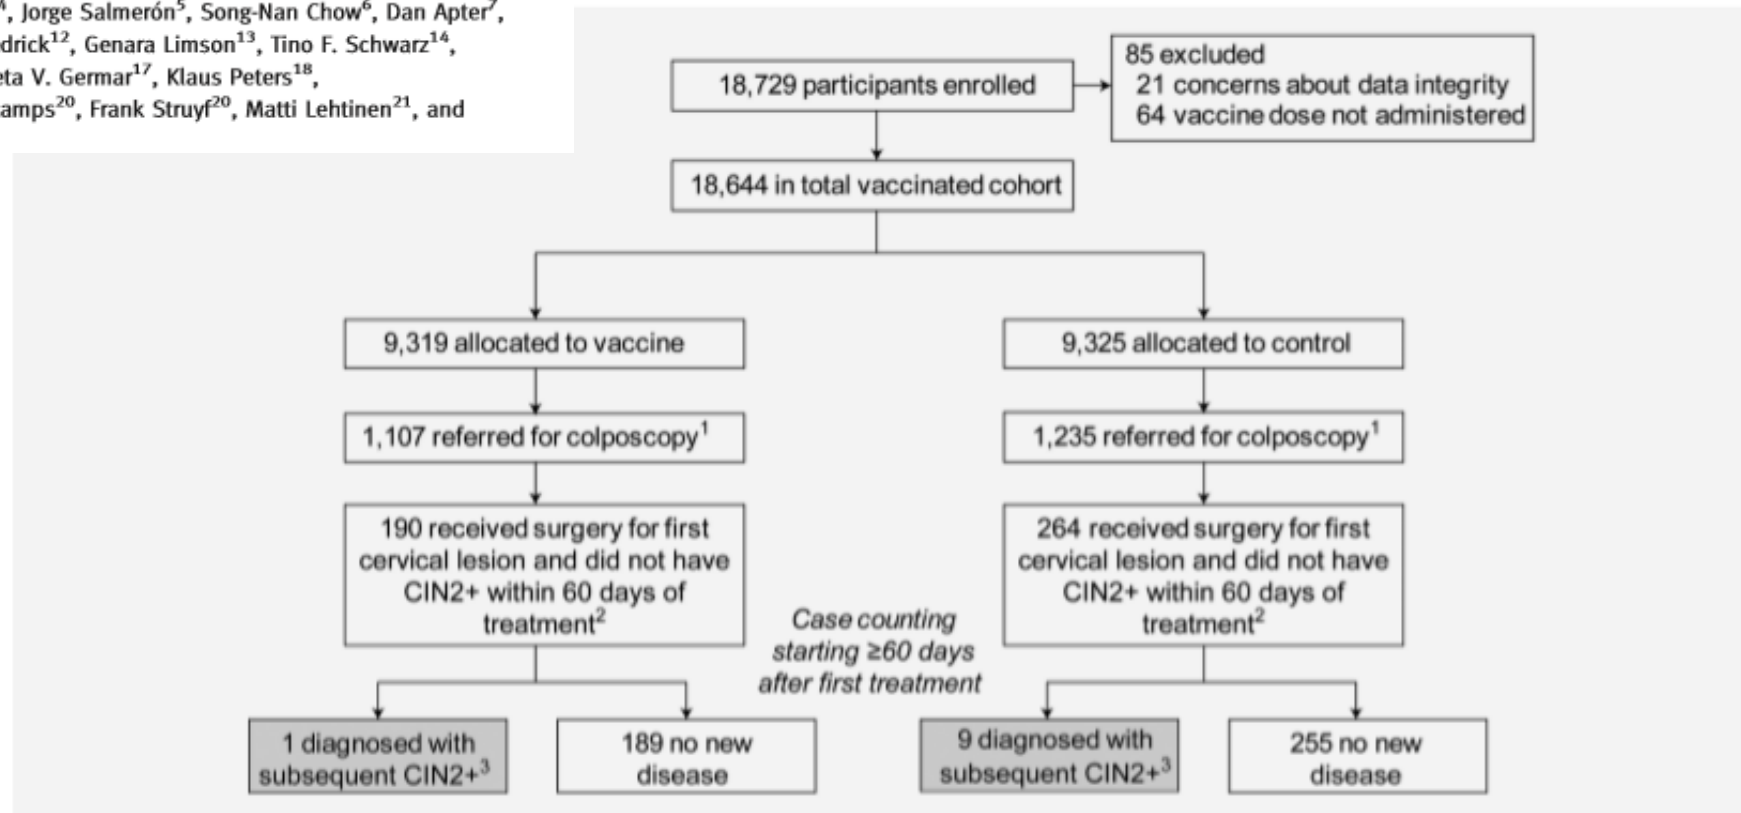 , Jorge Salmerón⁵, Song-Nan Chow⁶, Dan Apter⁷,
drick¹², Genara Limson¹³, Tino F. Schwarz¹⁴,
eta V. Germar¹⁷, Klaus Peters¹⁸,
amps²⁰, Frank Struyf²⁰, Matti Lehtinen²¹, and
18,729 participants enrolled
85 excluded
21 concerns about data integrity
64 vaccine dose not administered
18,644 in total vaccinated cohort
9,319 allocated to vaccine
9,325 allocated to control
1,107 referred for colposcopy¹
1,235 referred for colposcopy¹
190 received surgery for first
cervical lesion and did not have
CIN2+ within 60 days of
treatment²
264 received surgery for first
cervical lesion and did not have
CIN2+ within 60 days of
treatment²
Case counting
starting ≥60 days
after first treatment
1 diagnosed with
subsequent CIN2+³
189 no new
disease
9 diagnosed with
subsequent CIN2+³
255 no new
disease